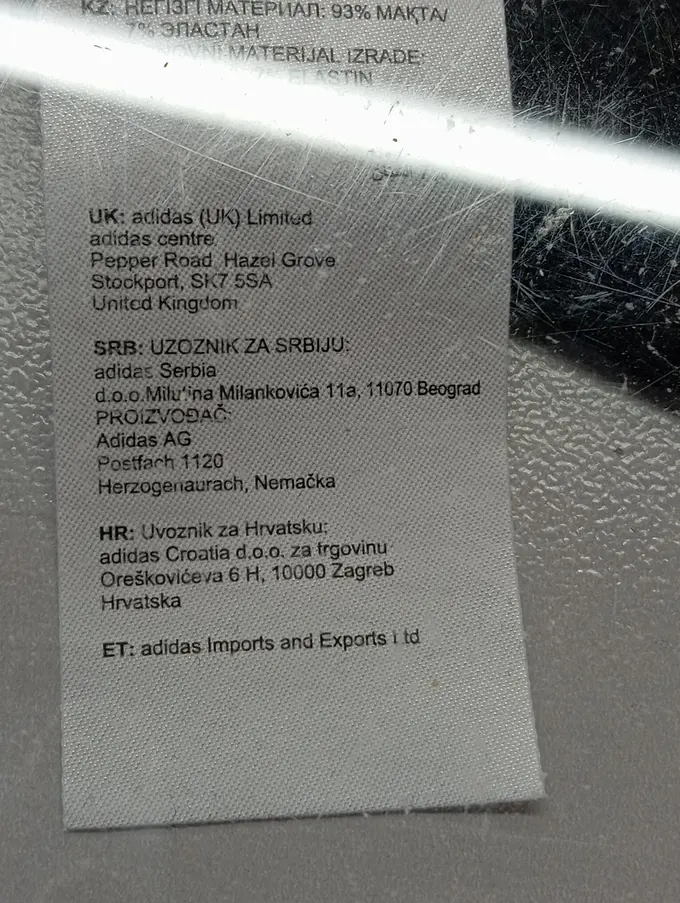 KZ: НЕГІЗГІ МАТЕРИАЛ: 93% МАҚТА/
7% ЭЛАСТАН
MATERIJAL IZRADE:
ELASTIN
UK: adidas (UK) Limited
adidas centre
Pepper Road, Hazel Grove
Stockport, SK7 5SA
United Kingdom
SRB: UZOZNIK ZA SRBIJU:
adidas Serbia
d.o.o.Milutina Milankovića 11a, 11070 Beograd
PROIZVOĐAČ:
Adidas AG
Postfach 1120
Herzogenaurach, Nemačka
HR: Uvoznik za Hrvatsku:
adidas Croatia d.o.o. za trgovinu
Oreškovićeva 6 H, 10000 Zagreb
Hrvatska
ET: adidas Imports and Exports Ltd